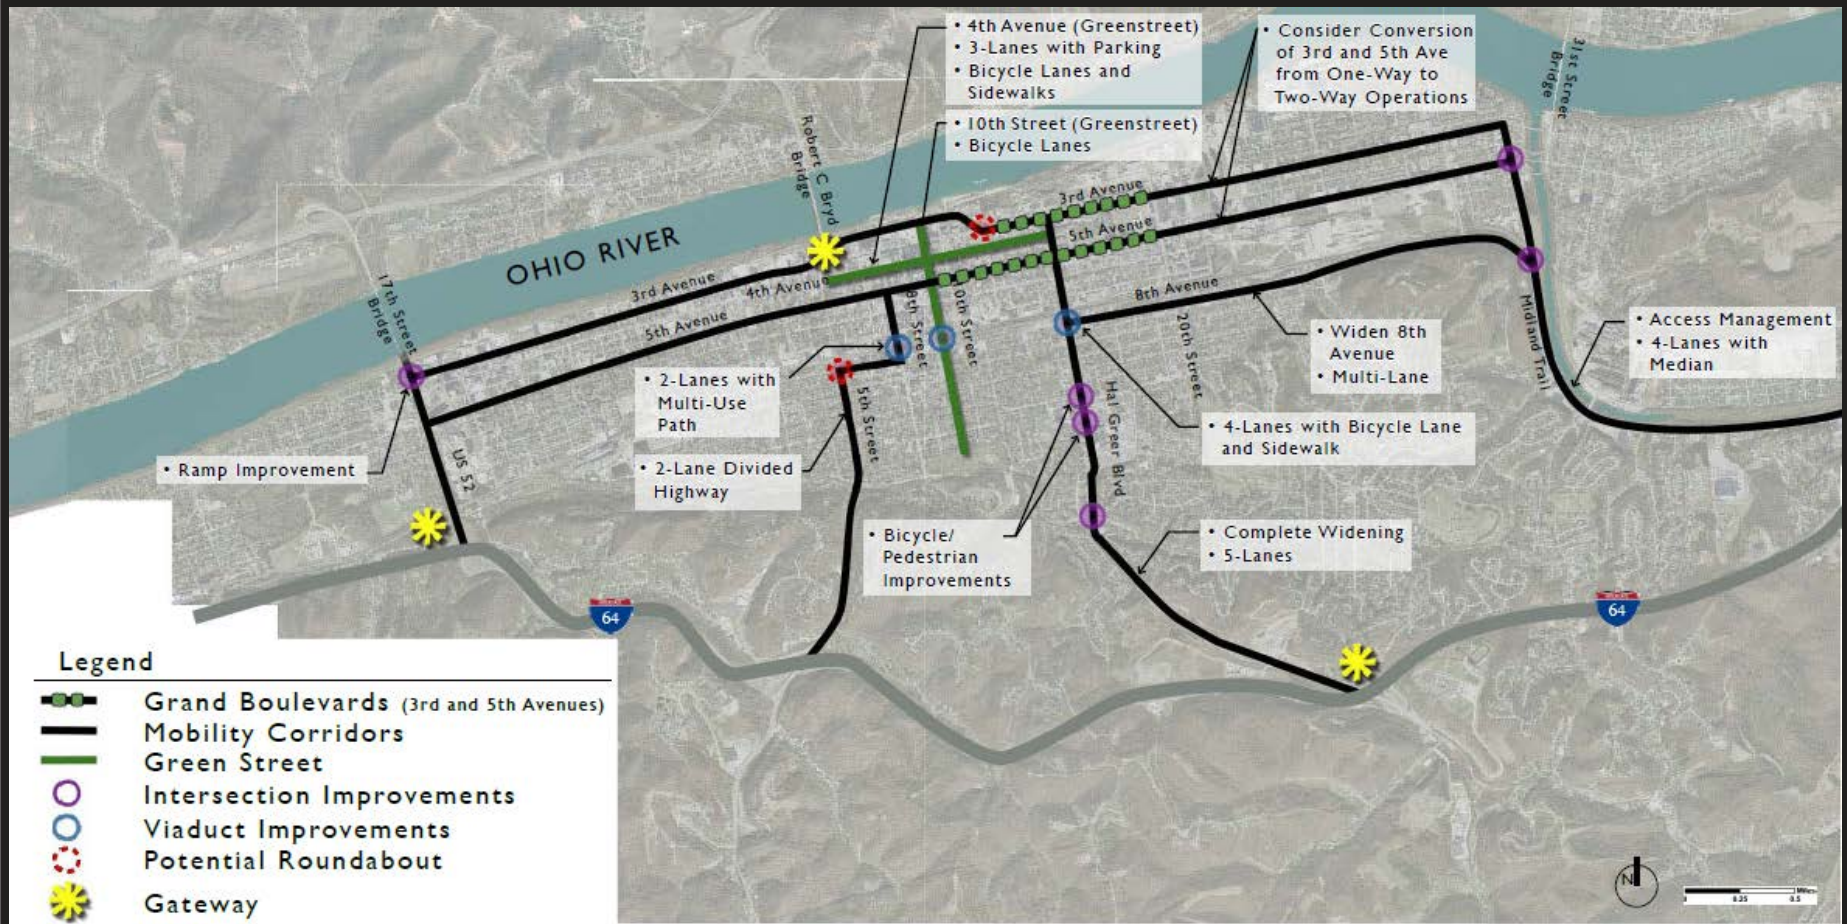 • 4th Avenue (Greenstreet)
• 3-Lanes with Parking
• Bicycle Lanes and
Sidewalks
• 10th Street (Greenstreet)
• Bicycle Lanes
• Consider Conversion
of 3rd and 5th Ave
from One-Way to
Two-Way Operations
31st Street
Bridge
Robert C Bryd
Bridge
OHIO RIVER
17th Street
Bridge
3rd Avenue
4th Avenue
5th Avenue
3rd Avenue
5th Avenue
8th Avenue
8th Street
10th Street
20th Street
Midland Trail
• Access Management
• 4-Lanes with
Median
• Widen 8th
Avenue
• Multi-Lane
• 2-Lanes with
Multi-Use
Path
5th Street
Hal Greer Blvd
• 4-Lanes with Bicycle Lane
and Sidewalk
• Ramp Improvement
US 52
• 2-Lane Divided
Highway
• Bicycle/
Pedestrian
Improvements
• Complete Widening
• 5-Lanes
64
64
Legend
Grand Boulevards (3rd and 5th Avenues)
Mobility Corridors
Green Street
Intersection Improvements
Viaduct Improvements
Potential Roundabout
Gateway
N
Miles
0.25
0.5